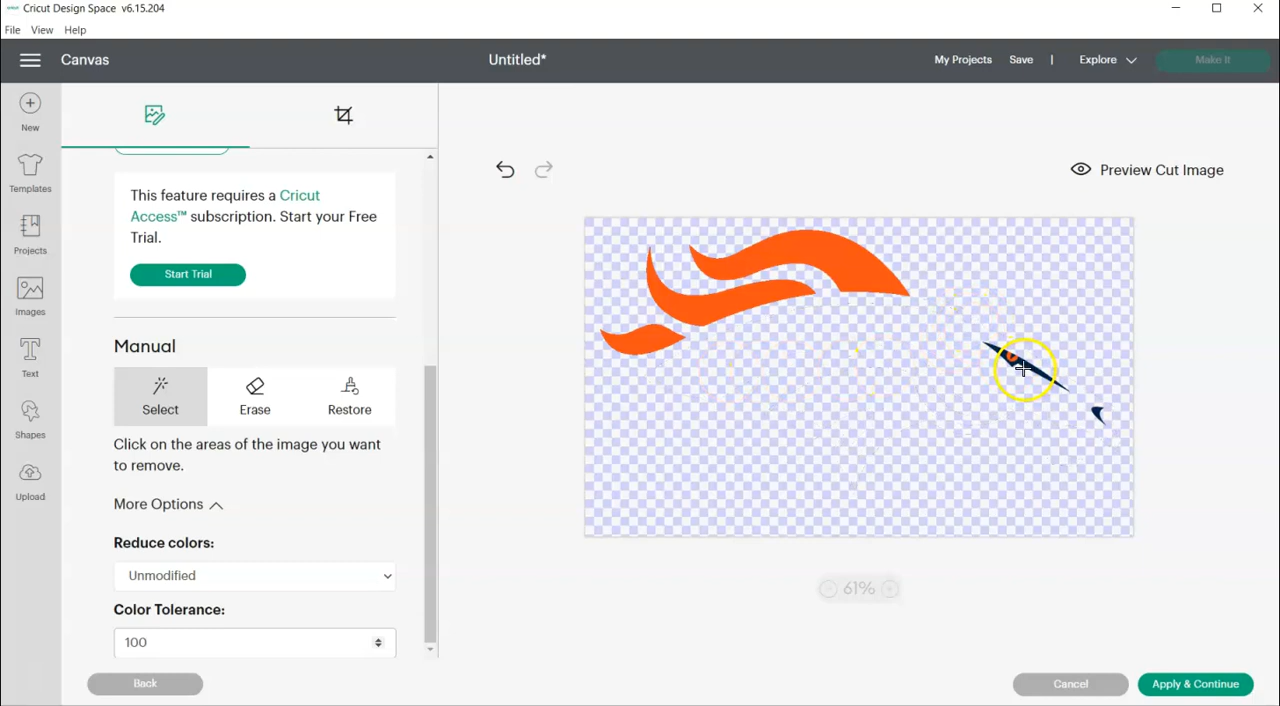 Cricut Design Space v6.15.204
File View Help
Canvas
Untitled*
My Projects Save | Explore Make It
New
Templates
Projects
Images
Text
Shapes
Upload
This feature requires a Cricut
Access™ subscription. Start your Free
Trial.
Start Trial
Manual
Select Erase Restore
Click on the areas of the image you want
to remove.
More Options
Reduce colors:
Unmodified
Color Tolerance:
100
Back
Preview Cut Image
61%
Cancel Apply & Continue